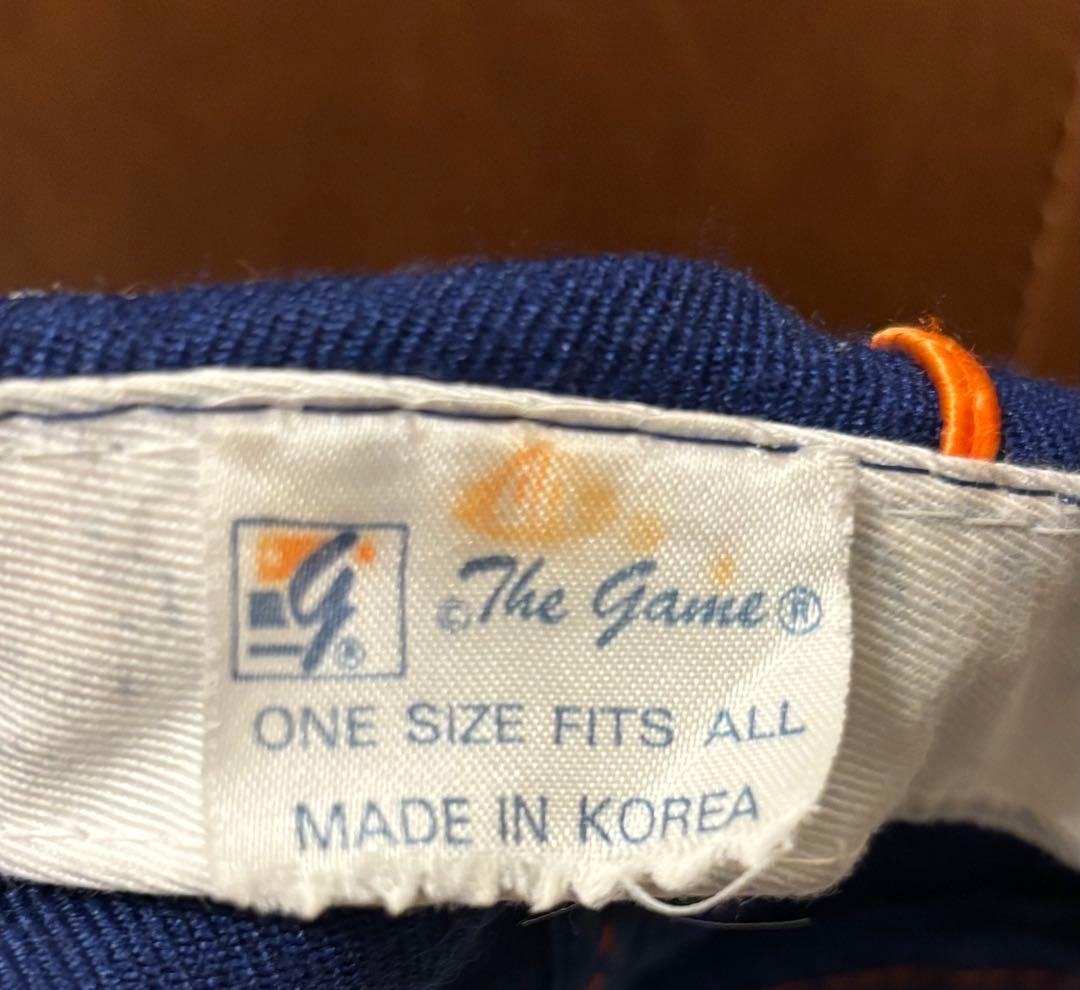 g®
©The Game®
ONE SIZE FITS ALL
MADE IN KOREA